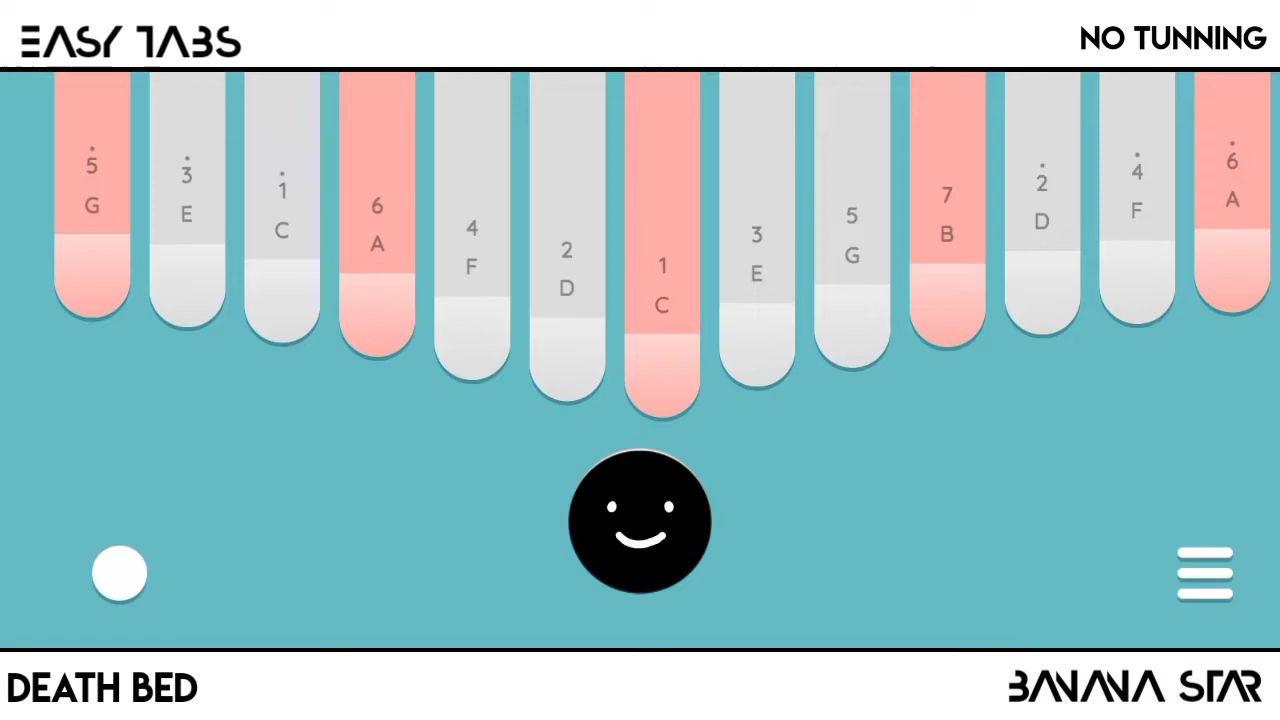 EASY TABS
NO TUNNING
5̇ 3̇ 1̇ 6 4 2 1 3 5 7 2̇ 4̇ 6̇
G E C A F D C E G B D F A
DEATH BED
BANANA STAR